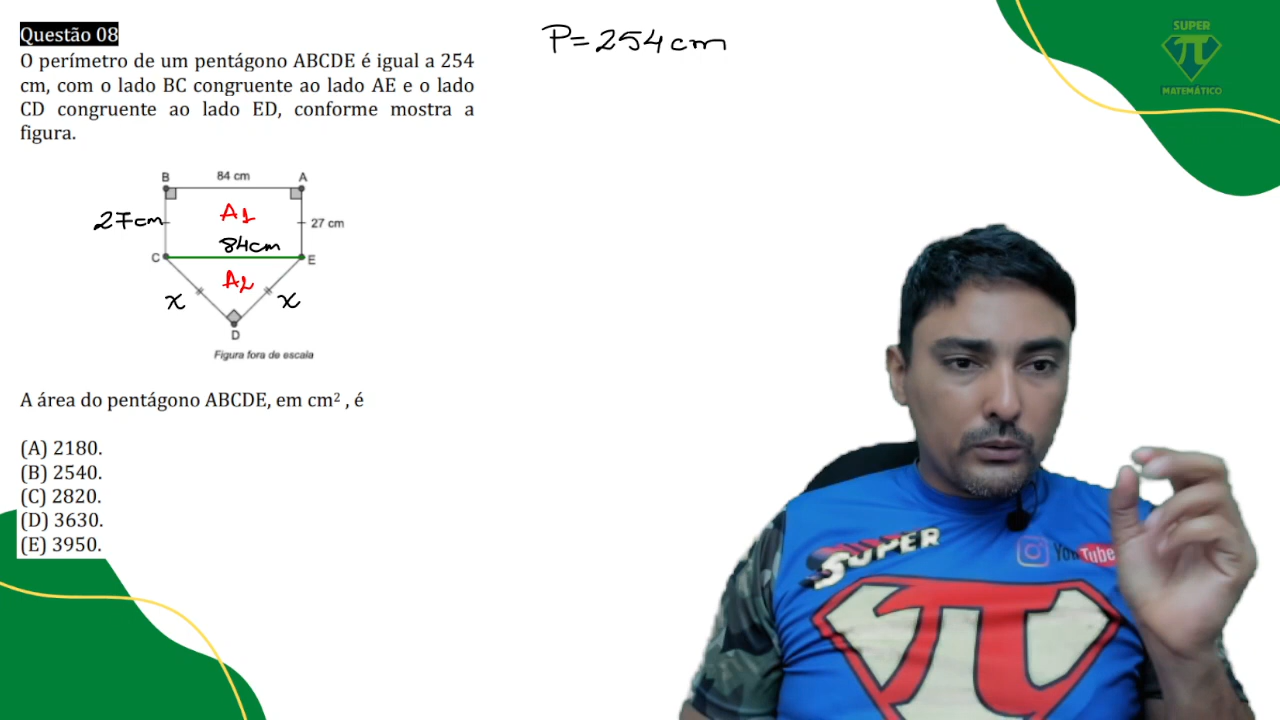 Questão 08
O perímetro de um pentágono ABCDE é igual a 254
cm, com o lado BC congruente ao lado AE e o lado
CD congruente ao lado ED, conforme mostra a
figura.
P=254cm
SUPER
π
MATEMÁTICO
B 84 cm A
27cm A1 27 cm
84cm
C E
A2
x x
D
Figura fora de escala
A área do pentágono ABCDE, em cm² , é
(A) 2180.
(B) 2540.
(C) 2820.
(D) 3630.
(E) 3950.
SUPER
YouTube
π